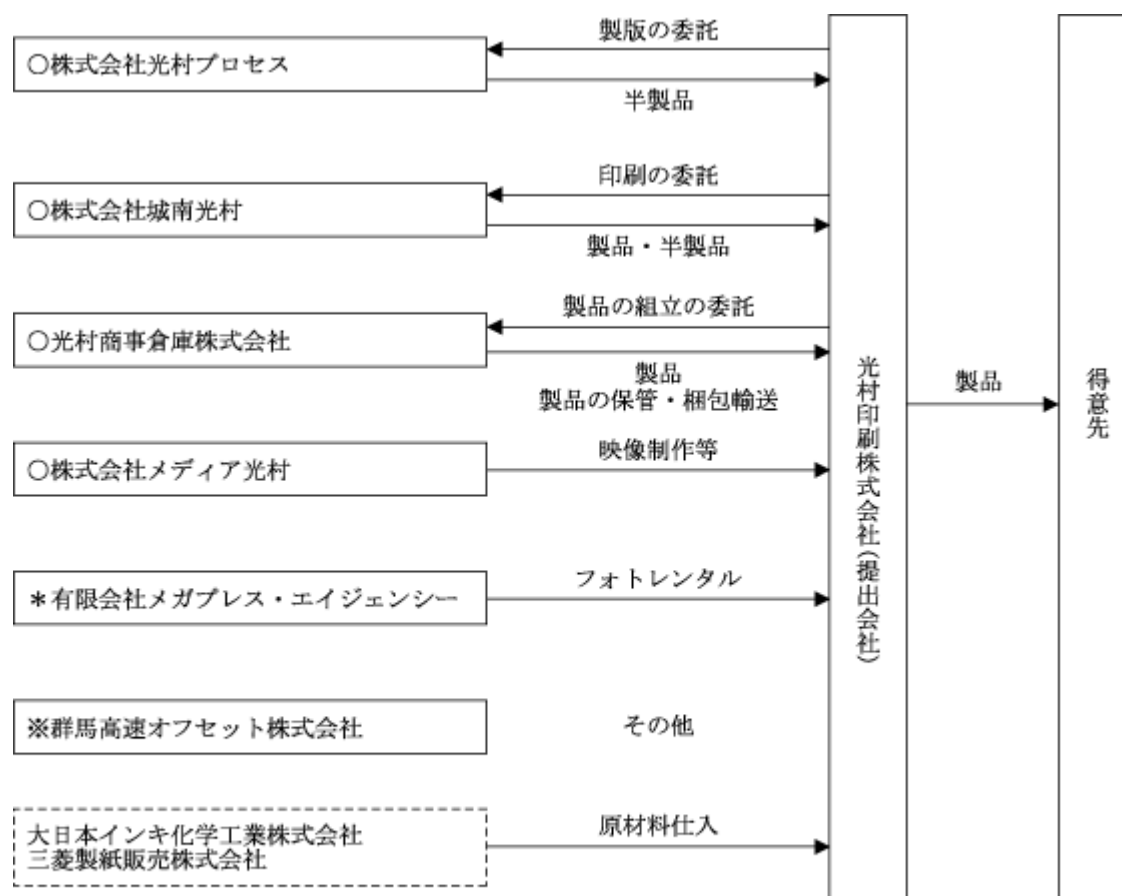 製版の委託
○株式会社光村プロセス
半製品
印刷の委託
○株式会社城南光村
製品・半製品
製品の組立の委託
○光村商事倉庫株式会社
製品
製品の保管・梱包輸送
映像制作等
○株式会社メディア光村
フォトレンタル
＊有限会社メガプレス・エイジェンシー
※群馬高速オフセット株式会社
その他
原材料仕入
大日本インキ化学工業株式会社
三菱製紙販売株式会社
光村印刷株式会社(提出会社)
製品
得意先